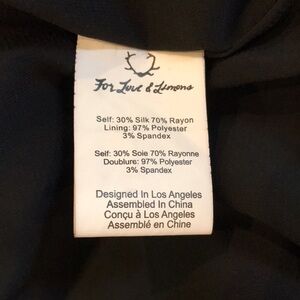 For Love & Lemons
Self: 30% Silk 70% Rayon
Lining: 97% Polyester
3% Spandex
Self: 30% Soie 70% Rayonne
Doublure: 97% Polyester
3% Spandex
Designed In Los Angeles
Assembled In China
Conçu à Los Angeles
Assemblé en Chine